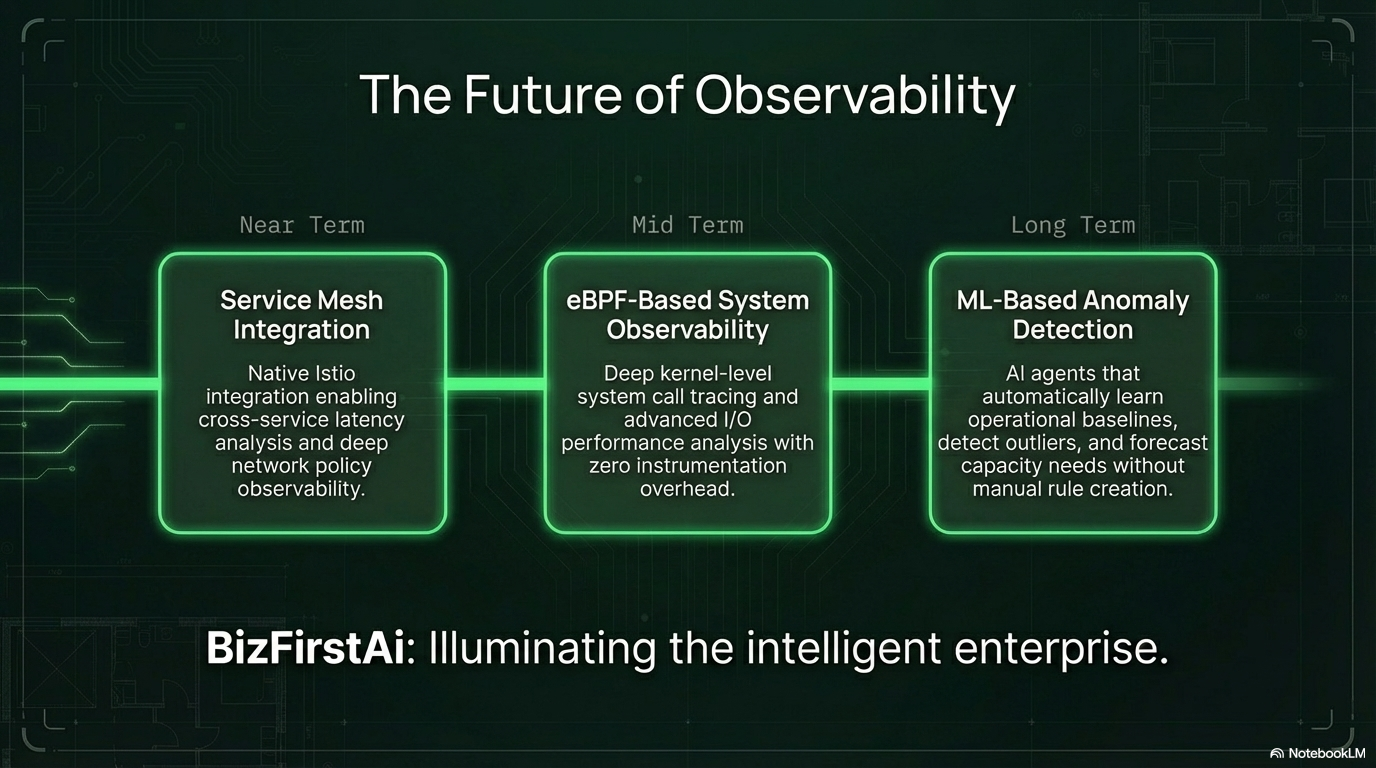 The Future of Observability
Near Term
Service Mesh
Integration
Native Istio
integration enabling
cross-service latency
analysis and deep
network policy
observability.
Mid Term
eBPF-Based System
Observability
Deep kernel-level
system call tracing and
advanced I/O
performance analysis with
zero instrumentation
overhead.
Long Term
ML-Based Anomaly
Detection
AI agents that
automatically learn
operational baselines,
detect outliers, and forecast
capacity needs without
manual rule creation.
BizFirstAi: Illuminating the intelligent enterprise.
NotebookLM